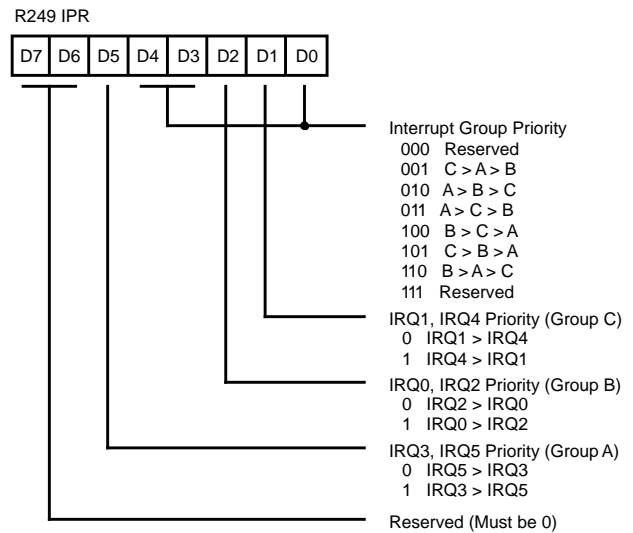 R249 IPR
D7 D6 D5 D4 D3 D2 D1 D0
Interrupt Group Priority
000 Reserved
001 C > A > B
010 A > B > C
011 A > C > B
100 B > C > A
101 C > B > A
110 B > A > C
111 Reserved
IRQ1, IRQ4 Priority (Group C)
0 IRQ1 > IRQ4
1 IRQ4 > IRQ1
IRQ0, IRQ2 Priority (Group B)
0 IRQ2 > IRQ0
1 IRQ0 > IRQ2
IRQ3, IRQ5 Priority (Group A)
0 IRQ5 > IRQ3
1 IRQ3 > IRQ5
Reserved (Must be 0)